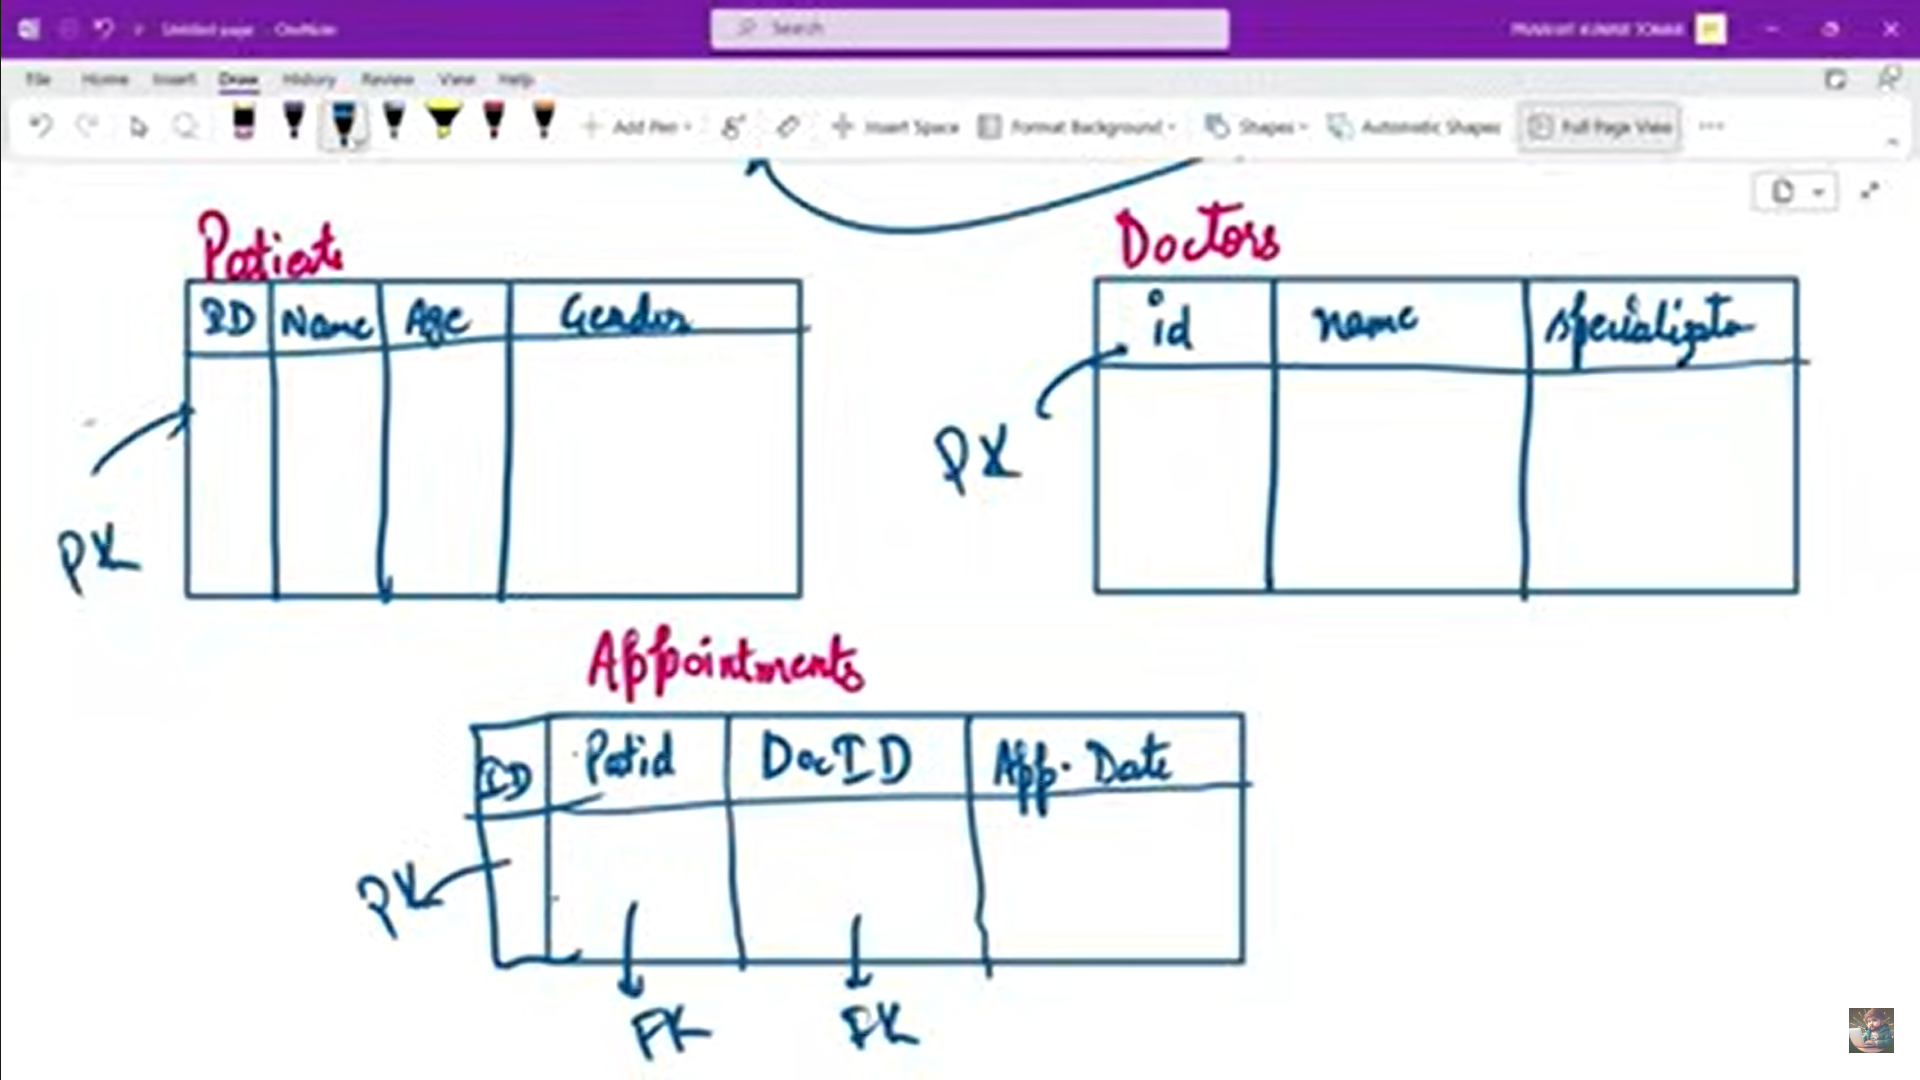 Untitled page - OneNote
Search
File Home Insert Draw History Review View Help
Add Pen Insert Space Format Background Shapes Automatic Shapes Full Page View
Patients
Doctors
ID Name Age Gender
id name specializato
PK
PK
Appointments
ID Patid DocID App. Date
PK
FK FK